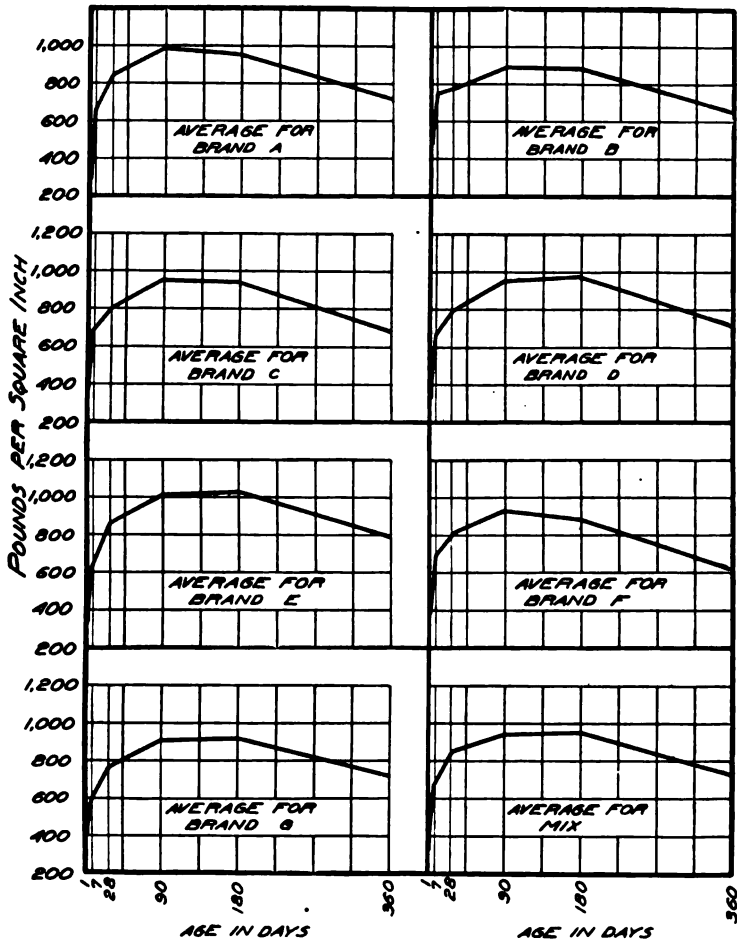 1,000
800
600
400
200
AVERAGE FOR
BRAND A
AVERAGE FOR
BRAND B
1,200
1,000
800
600
400
200
AVERAGE FOR
BRAND C
AVERAGE FOR
BRAND D
POUNDS PER SQUARE INCH
1,200
1,000
800
600
400
200
AVERAGE FOR
BRAND E
AVERAGE FOR
BRAND F
1,200
1,000
800
600
400
200
AVERAGE FOR
BRAND G
AVERAGE FOR
MIX
1 7 28 90 180 360
1 7 28 90 180 360
AGE IN DAYS
AGE IN DAYS